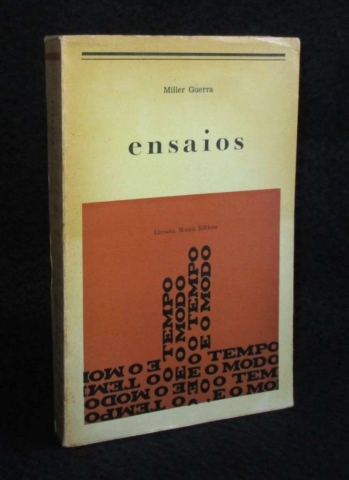 Miller Guerra
ensaios
Livraria Morais Editora
O TEMPO E O MODO
O TEMPO E O MODO
O TEMPO E O MODO